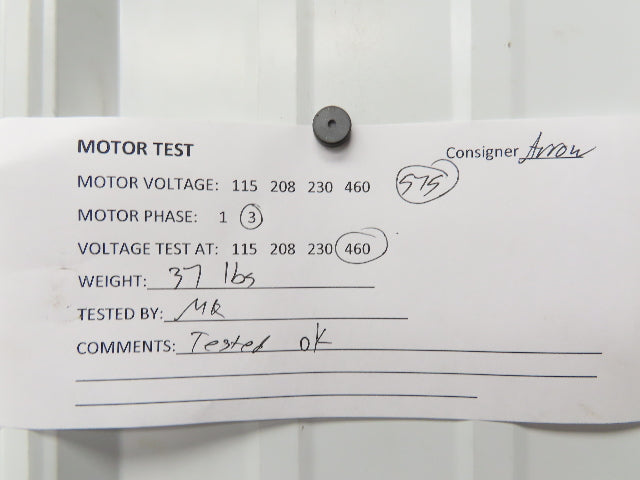 MOTOR TEST
Consigner Arrow
MOTOR VOLTAGE: 115 208 230 460 575
MOTOR PHASE: 1 3
VOLTAGE TEST AT: 115 208 230 460
WEIGHT: 37 lbs
TESTED BY: MR
COMMENTS: Tested ok